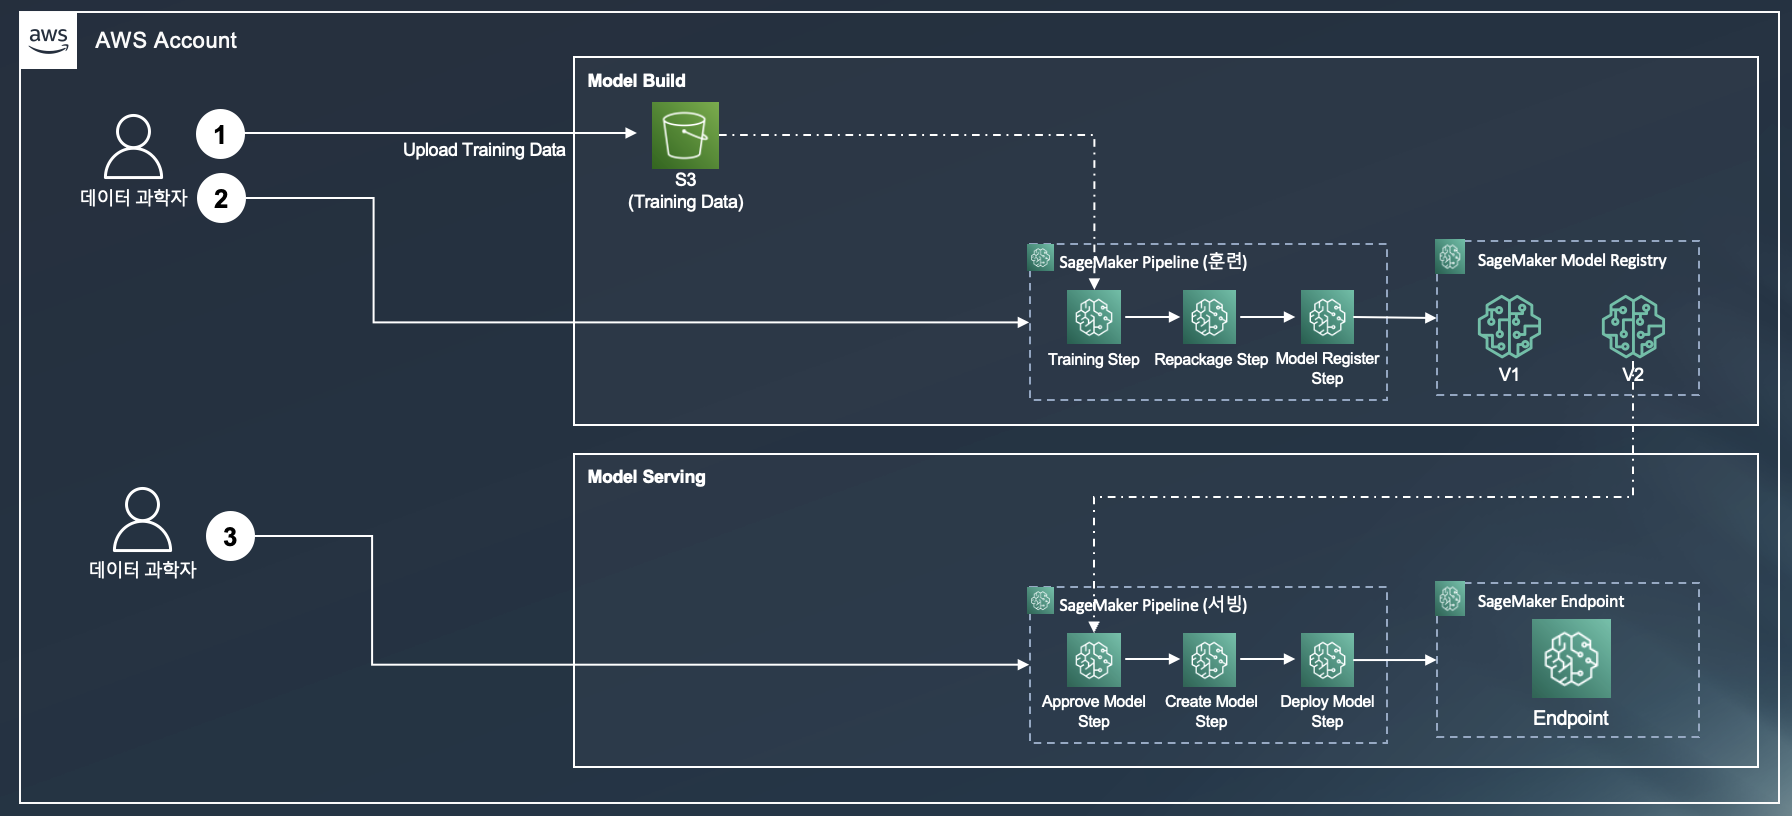 aws
AWS Account
Model Build
1
Upload Training Data
데이터 과학자
2
S3
(Training Data)
SageMaker Pipeline (훈련)
Training Step
Repackage Step
Model Register
Step
SageMaker Model Registry
V1
V2
Model Serving
3
데이터 과학자
SageMaker Pipeline (서빙)
Approve Model
Step
Create Model
Step
Deploy Model
Step
SageMaker Endpoint
Endpoint